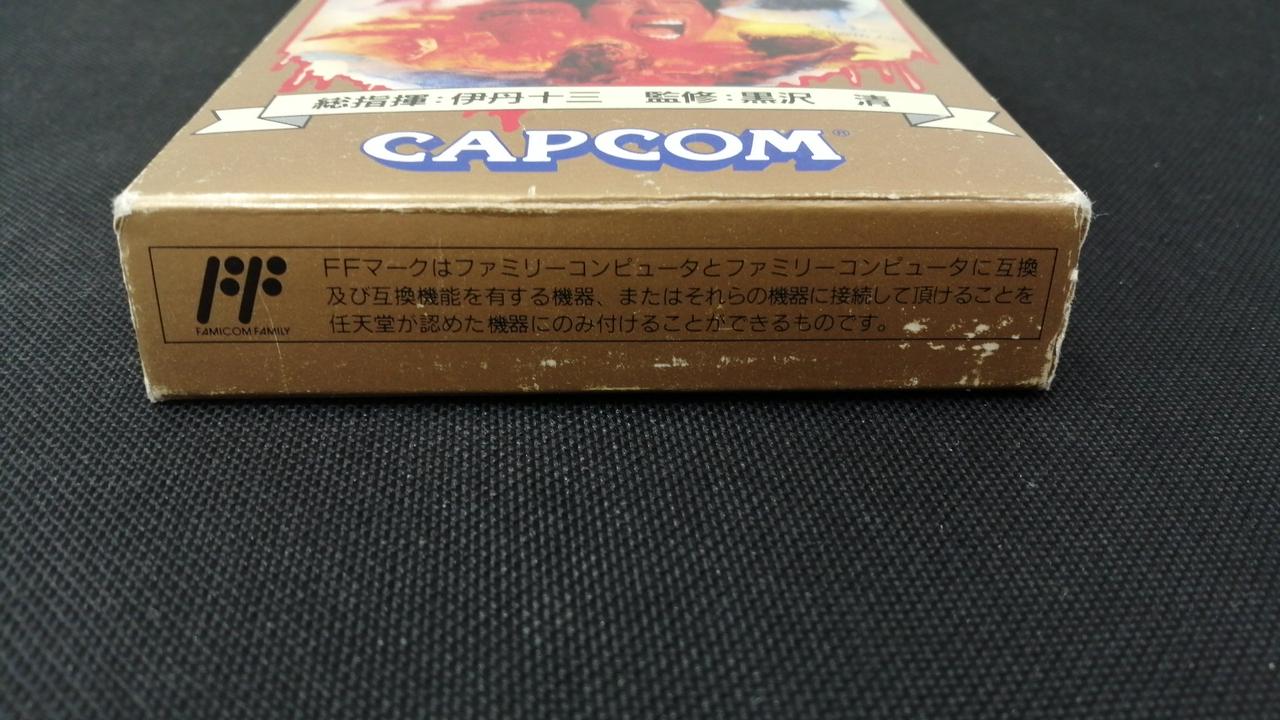 総指揮:伊丹十三　監修:黒沢　清
CAPCOM®
FFマークはファミリーコンピュータとファミリーコンピュータに互換
及び互換機能を有する機器、またはそれらの機器に接続して頂けることを
任天堂が認めた機器にのみ付けることができるものです。
FF
FAMICOM FAMILY